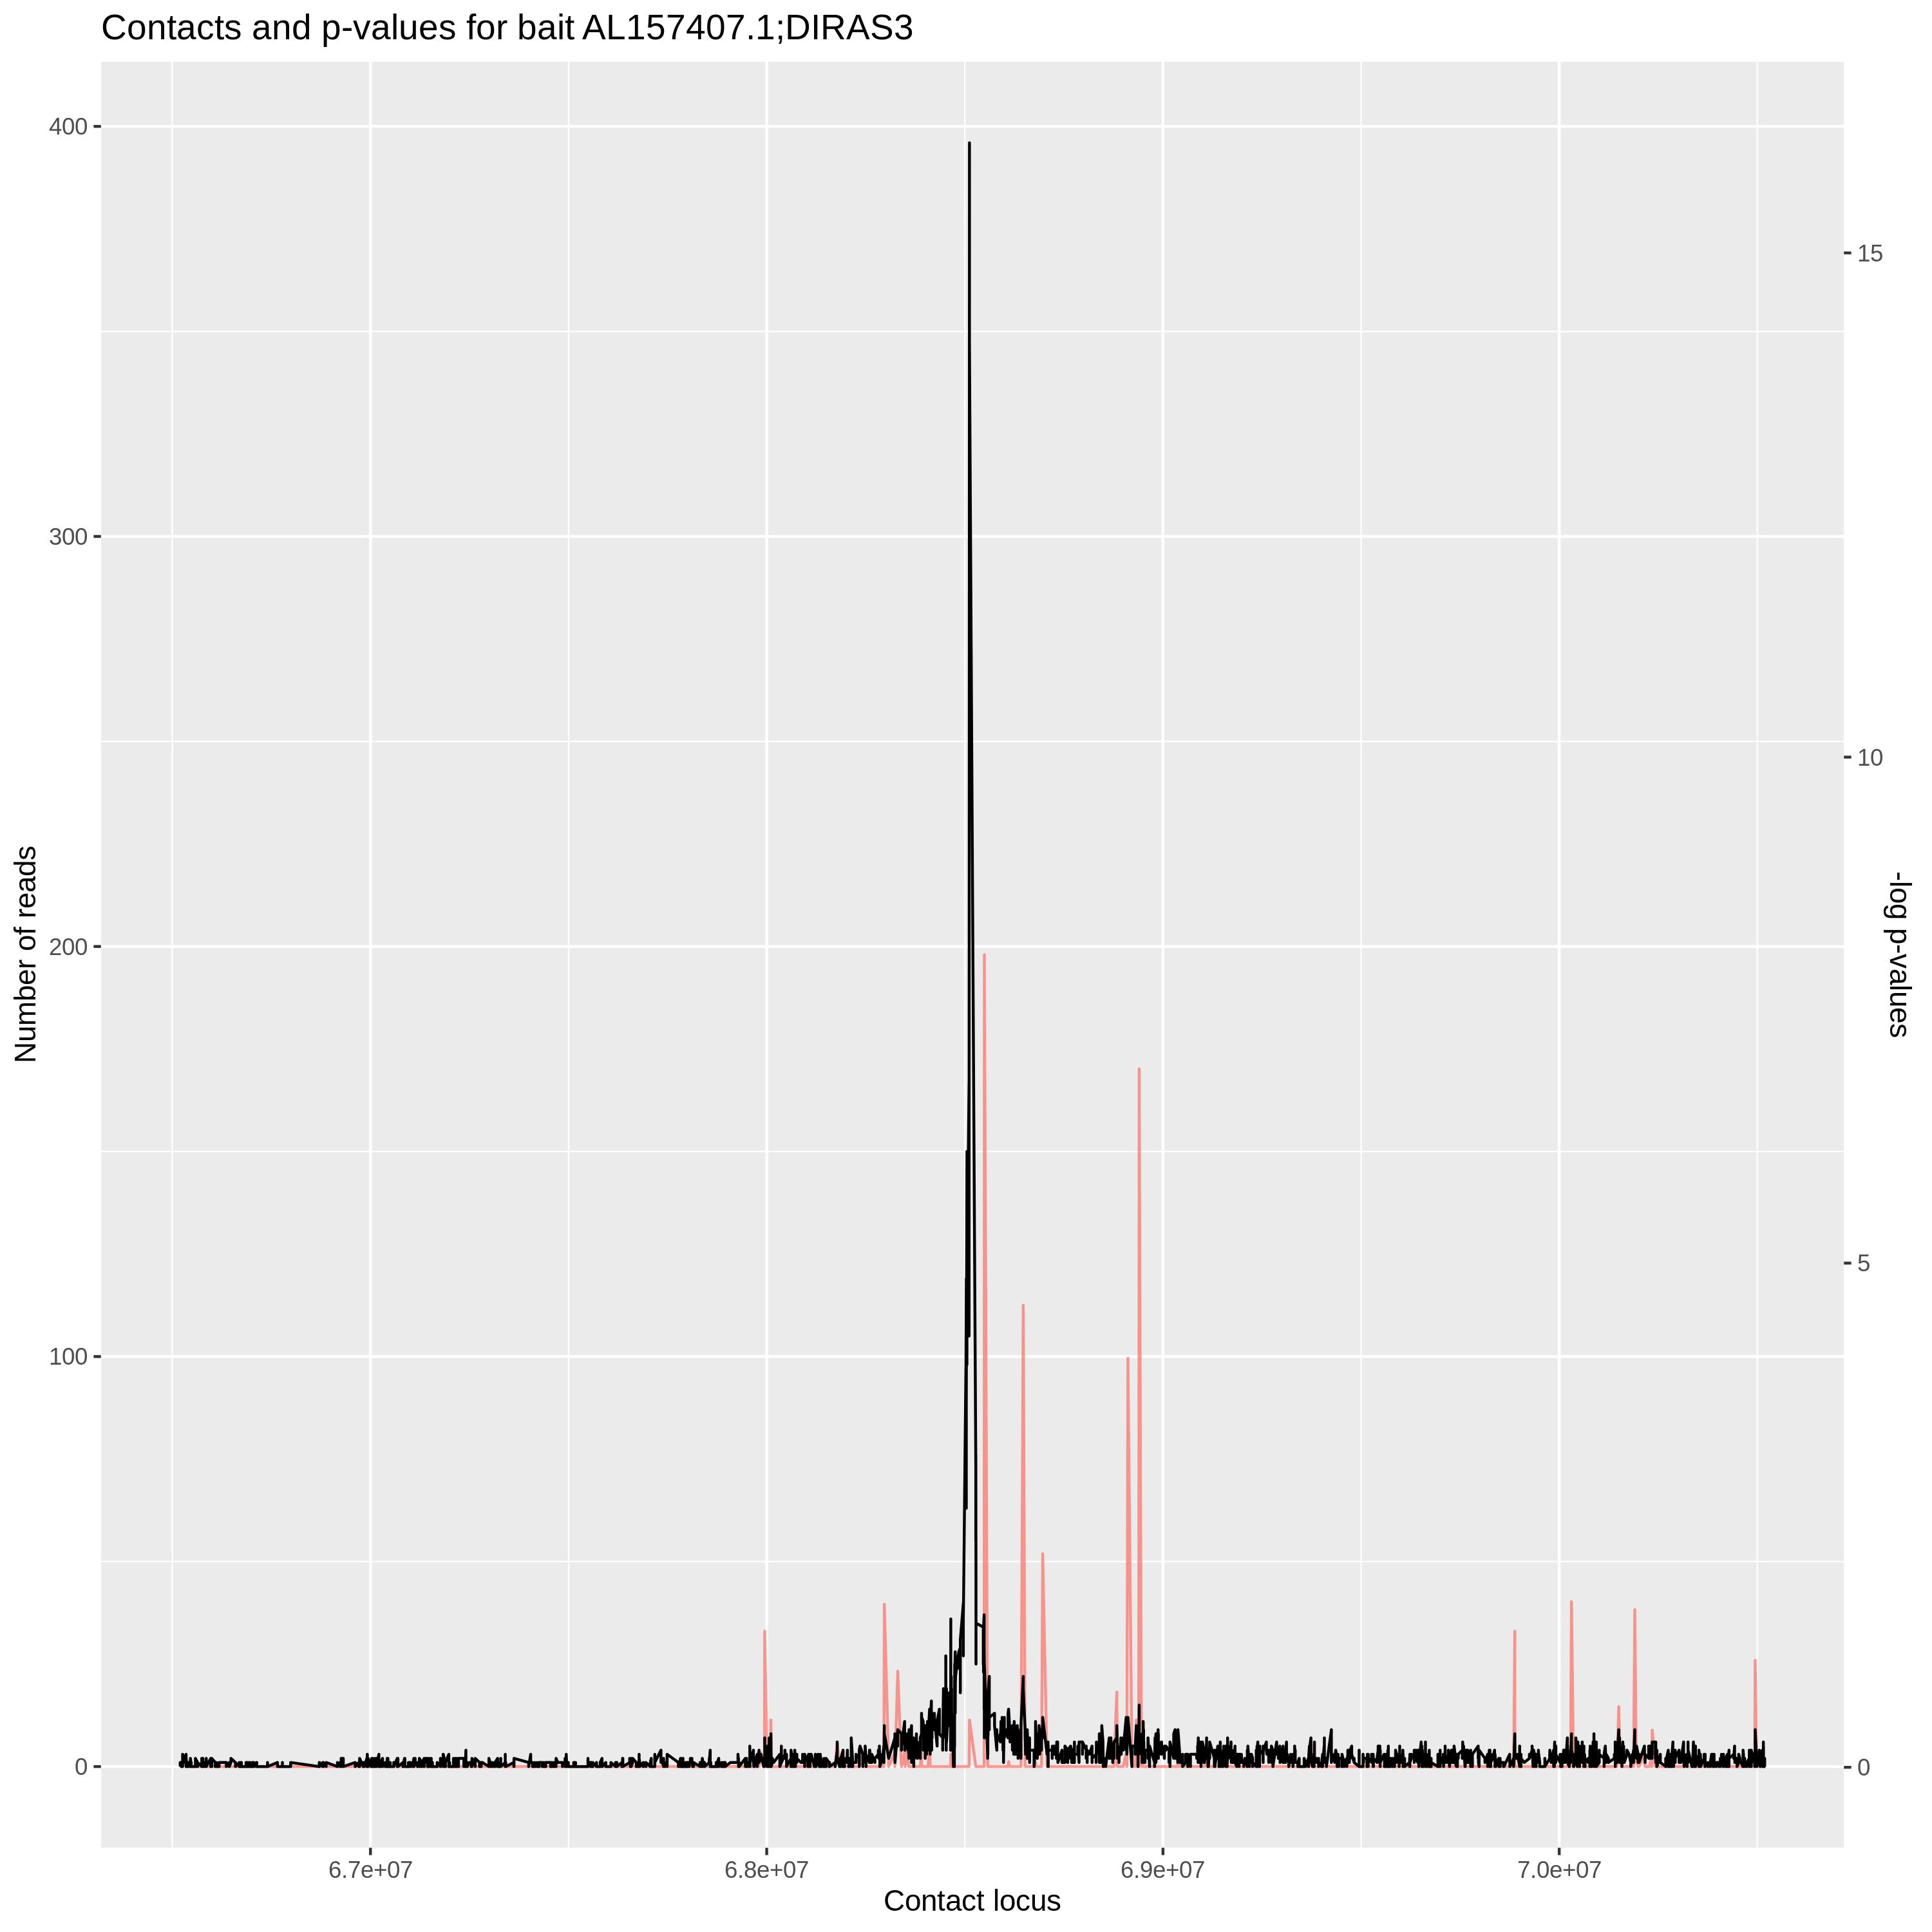 Contacts and p-values for bait AL157407.1;DIRAS3
400
300
200
100
0
Number of reads
15
10
5
0
-log p-values
6.7e+07
6.8e+07
6.9e+07
7.0e+07
Contact locus